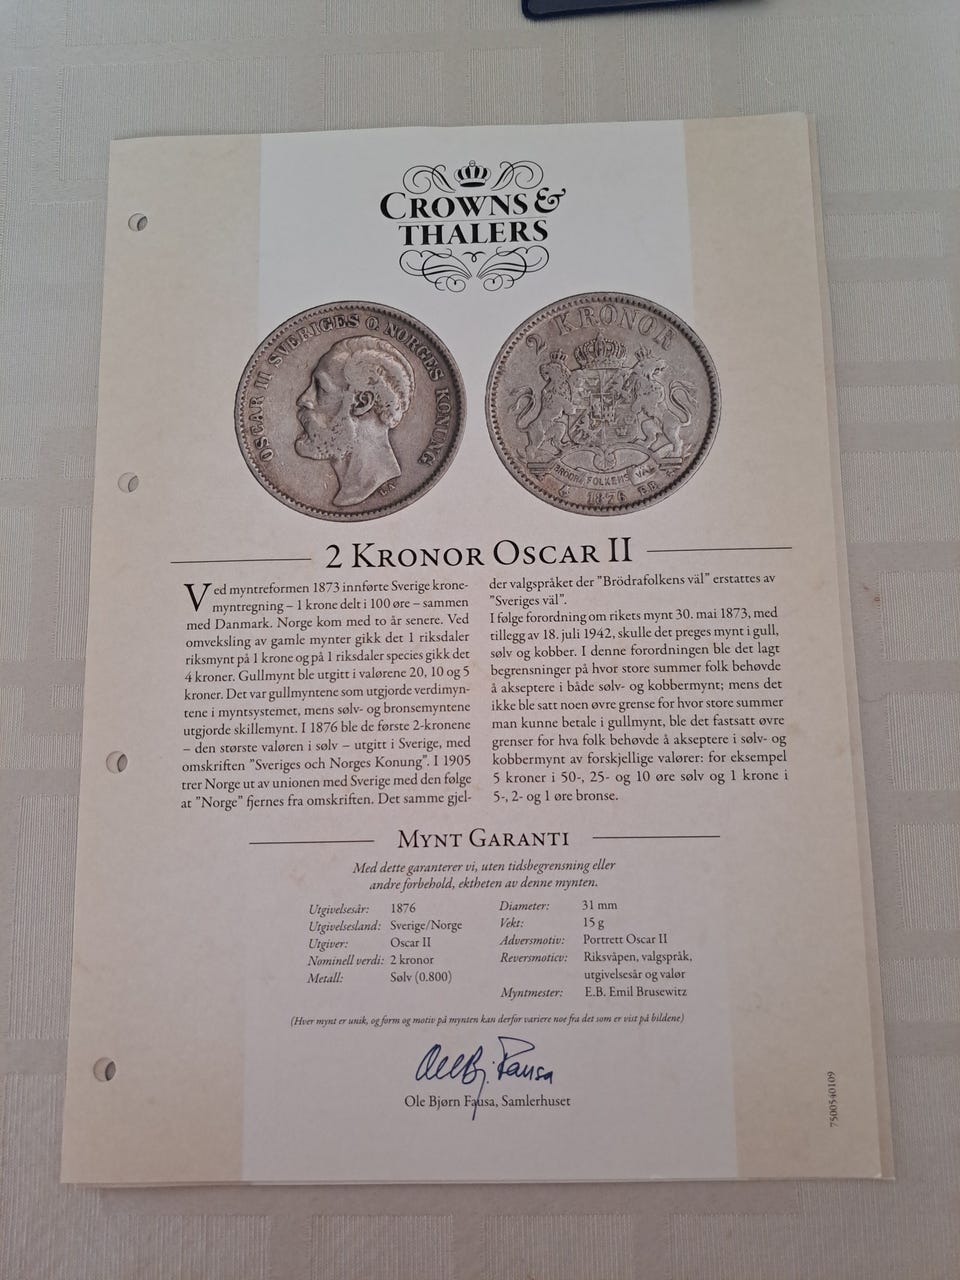 CROWNS &
THALERS
OSCAR II SVERIGES O. NORGES KONUNG
EA
2 KRONOR
BRÖDRA FOLKENS VÄL
1876 E.B.
2 KRONOR OSCAR II
Ved myntreformen 1873 innførte Sverige krone-
myntregning – 1 krone delt i 100 øre – sammen
med Danmark. Norge kom med to år senere. Ved
omveksling av gamle mynter gikk det 1 riksdaler
riksmynt på 1 krone og på 1 riksdaler species gikk det
4 kroner. Gullmynt ble utgitt i valørene 20, 10 og 5
kroner. Det var gullmyntene som utgjorde verdimyn-
tene i myntsystemet, mens sølv- og bronsemyntene
utgjorde skillemynt. I 1876 ble de første 2-kronene
– den største valøren i sølv – utgitt i Sverige, med
omskriften "Sveriges och Norges Konung". I 1905
trer Norge ut av unionen med Sverige med den følge
at "Norge" fjernes fra omskriften. Det samme gjel-
der valgspråket der "Brödrafolkens väl" erstattes av
"Sveriges väl".
I følge forordning om rikets mynt 30. mai 1873, med
tillegg av 18. juli 1942, skulle det preges mynt i gull,
sølv og kobber. I denne forordningen ble det lagt
begrensninger på hvor store summer folk behøvde
å akseptere i både sølv- og kobbermynt; mens det
ikke ble satt noen øvre grense for hvor store summer
man kunne betale i gullmynt, ble det fastsatt øvre
grenser for hva folk behøvde å akseptere i sølv- og
kobbermynt av forskjellige valører: for eksempel
5 kroner i 50-, 25- og 10 øre sølv og 1 krone i
5-, 2- og 1 øre bronse.
MYNT GARANTI
Med dette garanterer vi, uten tidsbegrensning eller
andre forbehold, ektheten av denne mynten.
Utgivelsesår: 1876
Utgivelsesland: Sverige/Norge
Utgiver: Oscar II
Nominell verdi: 2 kronor
Metall: Sølv (0.800)
Diameter: 31 mm
Vekt: 15 g
Adversmotiv: Portrett Oscar II
Reversmoticv: Riksvåpen, valgspråk,
utgivelsesår og valør
Myntmester: E.B. Emil Brusewitz
(Hver mynt er unik, og form og motiv på mynten kan derfor variere noe fra det som er vist på bildene)
Ole Bj. Fausa
Ole Bjørn Fausa, Samlerhuset
7500540109